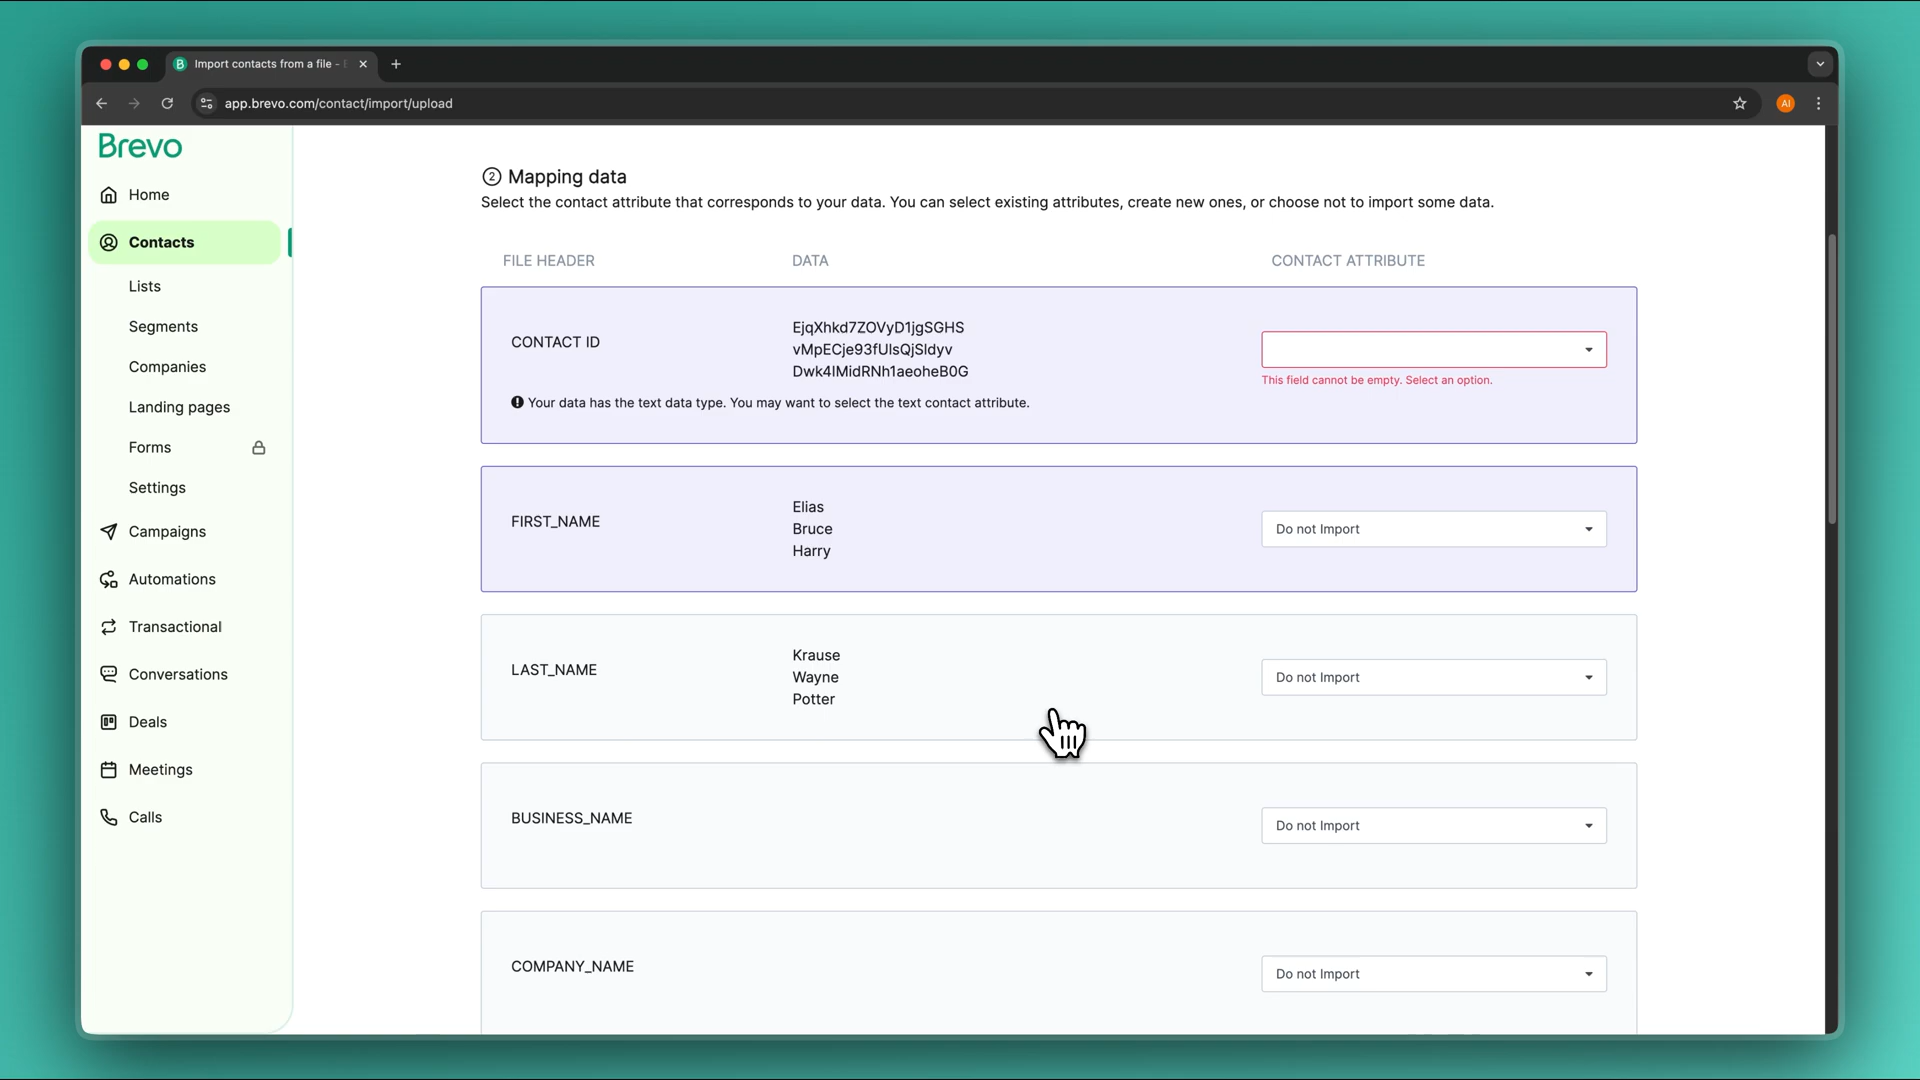 Import contacts from a file -
app.brevo.com/contact/import/upload
AI
Brevo
Home
Contacts
Lists
Segments
Companies
Landing pages
Forms
Settings
Campaigns
Automations
Transactional
Conversations
Deals
Meetings
Calls
2 Mapping data
Select the contact attribute that corresponds to your data. You can select existing attributes, create new ones, or choose not to import some data.
FILE HEADER DATA CONTACT ATTRIBUTE
CONTACT ID
EjqXhkd7ZOVyD1jgSGHS
vMpECje93fUlsQjSldyv
Dwk4IMidRNh1aeoheB0G
This field cannot be empty. Select an option.
Your data has the text data type. You may want to select the text contact attribute.
FIRST_NAME
Elias
Bruce
Harry
Do not Import
LAST_NAME
Krause
Wayne
Potter
Do not Import
BUSINESS_NAME
Do not Import
COMPANY_NAME
Do not Import